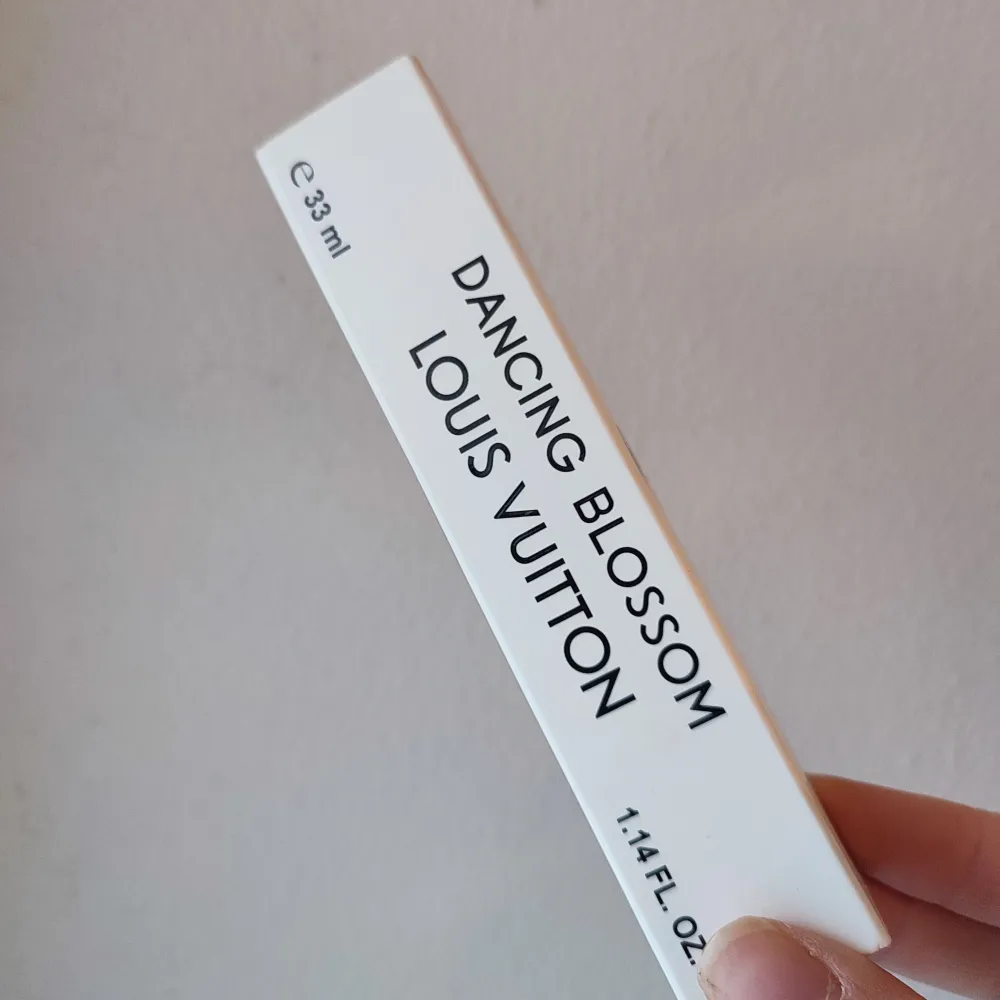 ℮ 33 ml
DANCING BLOSSOM
LOUIS VUITTON
1.14 FL. OZ.